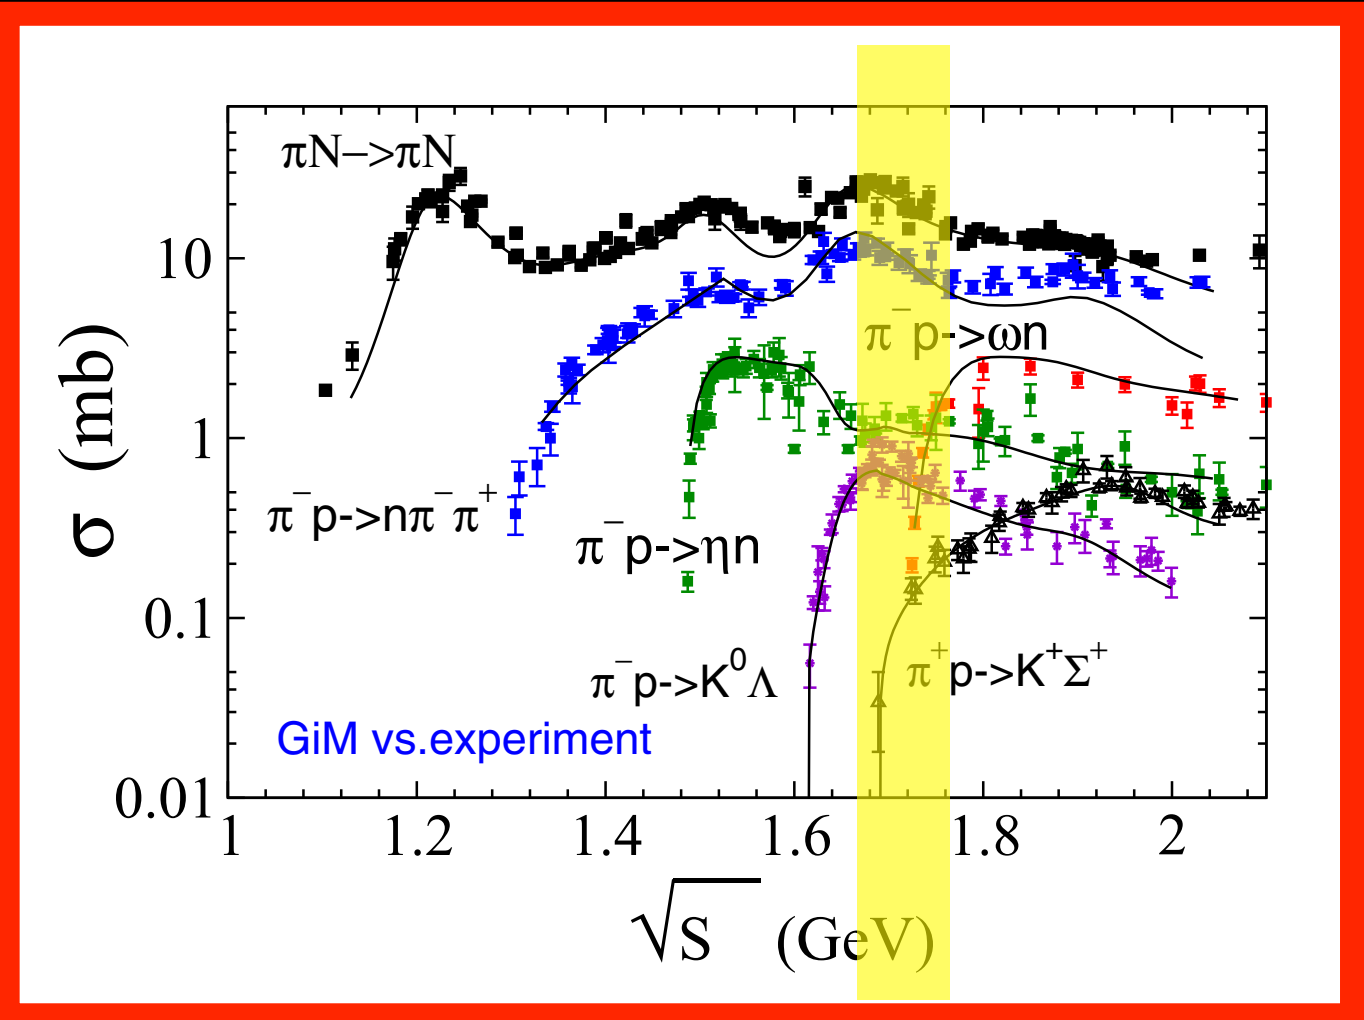 πN–>πN
10
π⁻p->ωn
σ (mb)
1
π⁻p->nπ⁻π⁺
π⁻p->ηn
0.1
π⁻p->K⁰Λ
π⁺p->K⁺Σ⁺
GiM vs.experiment
0.01
1 1.2 1.4 1.6 1.8 2
√S (GeV)